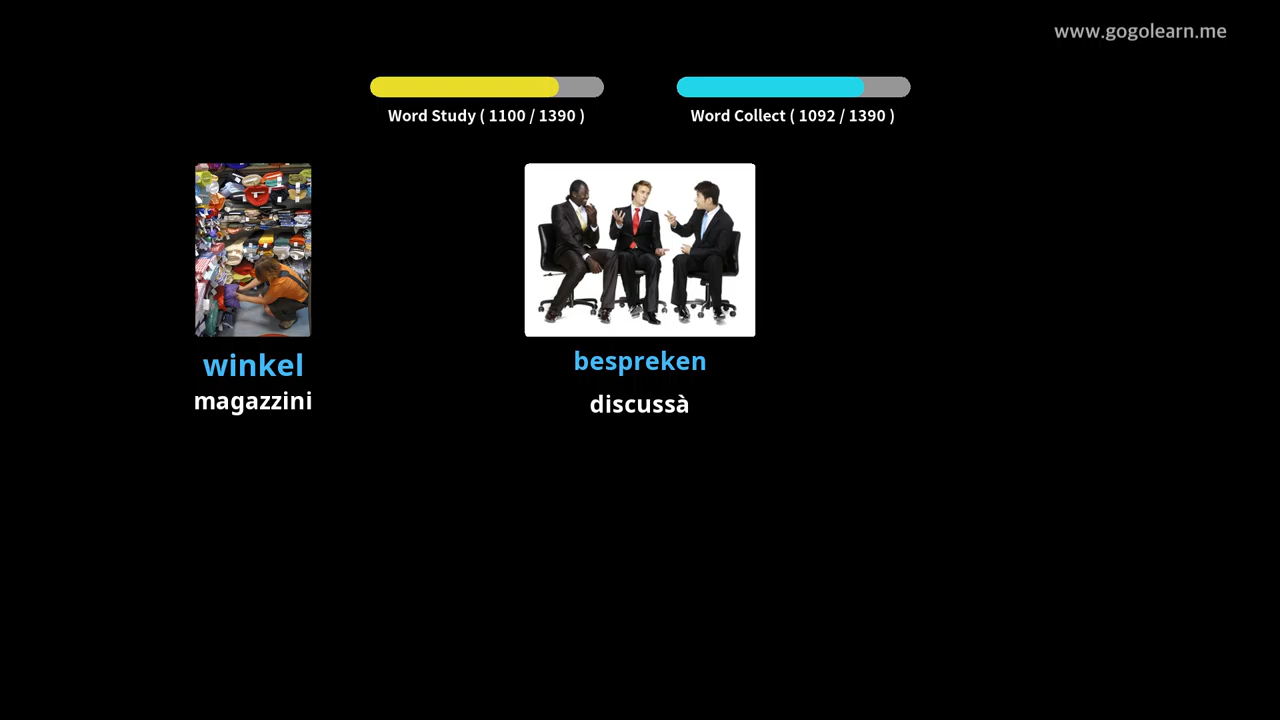 www.gogolearn.me
Word Study ( 1100 / 1390 )
Word Collect ( 1092 / 1390 )
winkel
magazzini
bespreken
discussà